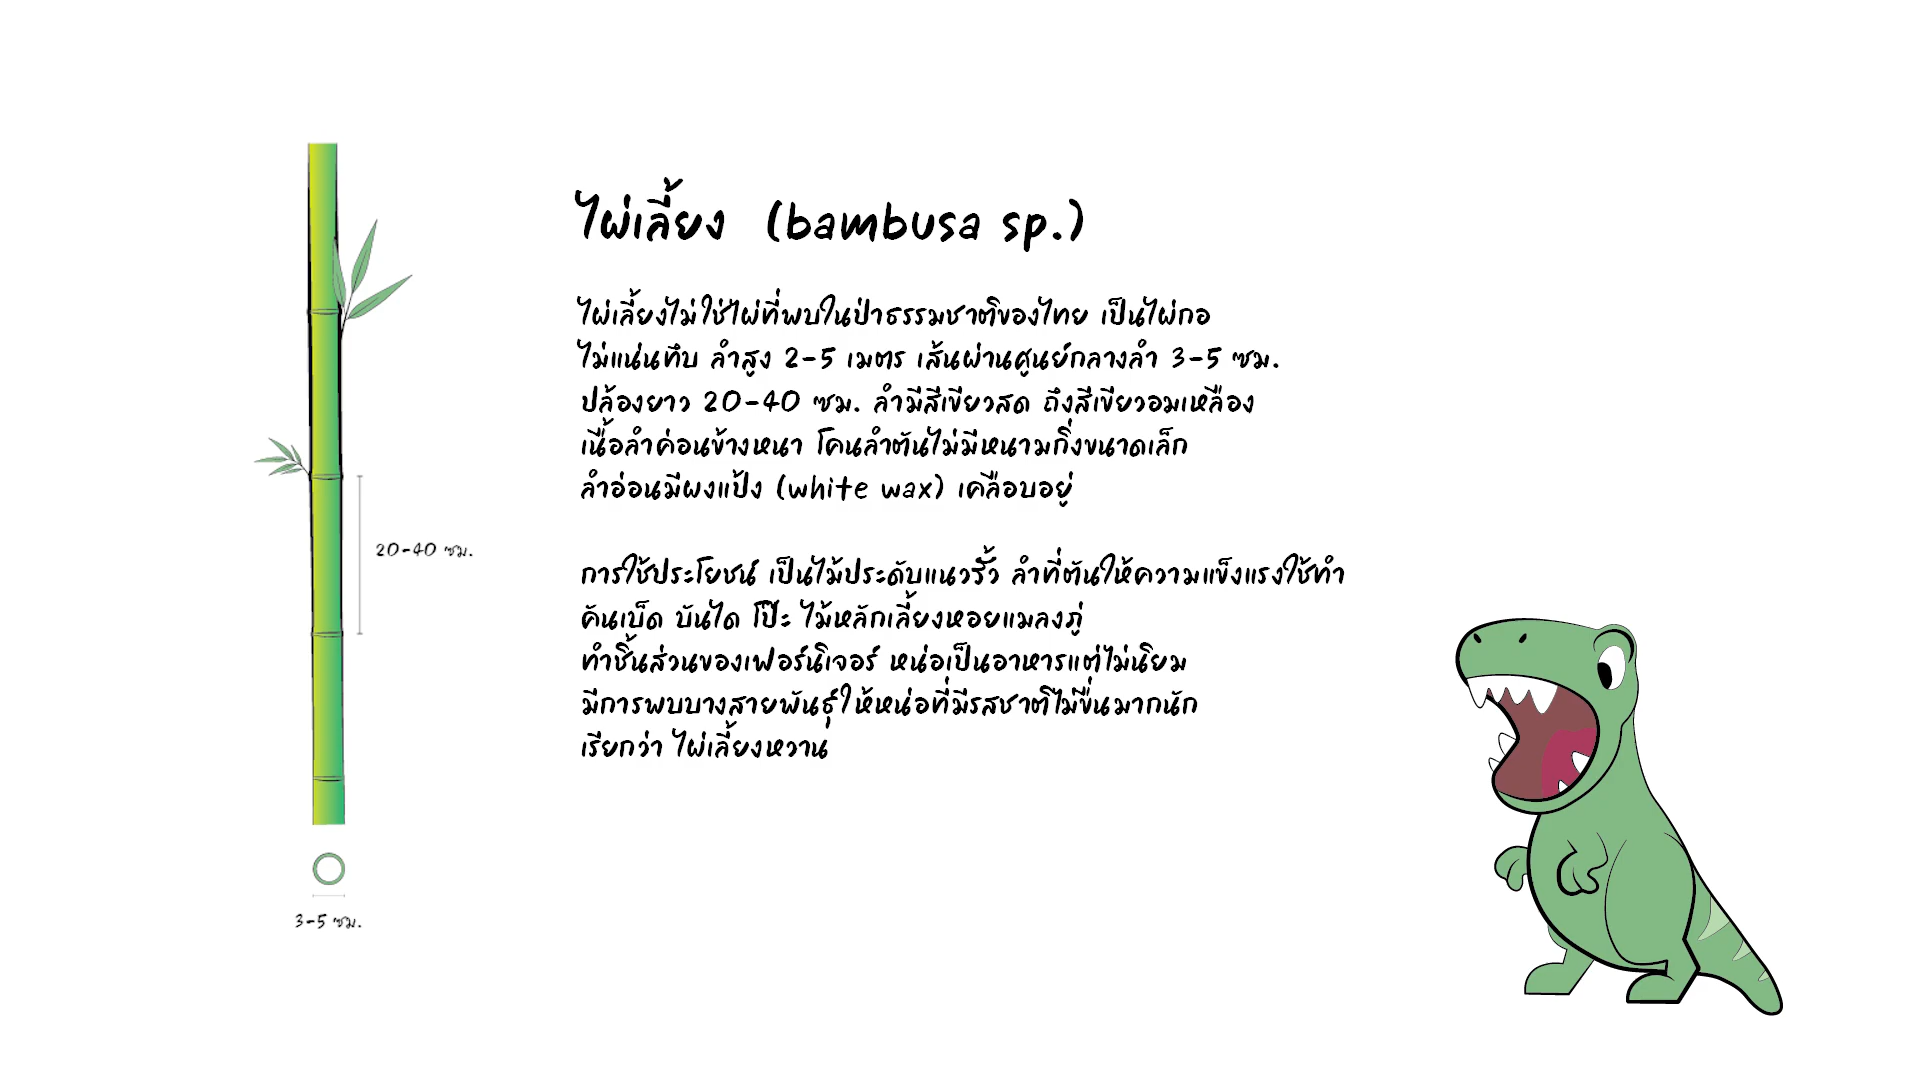 ไผ่เลี้ยง (bambusa sp.)
ไผ่เลี้ยงไม่ใช่ไผ่ที่พบในป่าธรรมชาติของไทย เป็นไผ่กอ
ไม่แน่นทึบ ลำสูง 2-5 เมตร เส้นผ่านศูนย์กลางลำ 3-5 ซม.
ปล้องยาว 20-40 ซม. ลำมีสีเขียวสด ถึงสีเขียวอมเหลือง
เนื้อลำค่อนข้างหนา โคนลำตันไม่มีหนามกิ่งขนาดเล็ก
ลำอ่อนมีผงแป้ง (white wax) เคลือบอยู่
การใช้ประโยชน์ เป็นไม้ประดับแนวรั้ว ลำที่ตันให้ความแข็งแรงใช้ทำ
คันเบ็ด บันได โป๊ะ ไม้หลักเลี้ยงหอยแมลงภู่
ทำชิ้นส่วนของเฟอร์นิเจอร์ หน่อเป็นอาหารแต่ไม่นิยม
มีการพบบางสายพันธุ์ให้หน่อที่มีรสชาติไม่ขื่นมากนัก
เรียกว่า ไผ่เลี้ยงหวาน
20-40 ซม.
3-5 ซม.